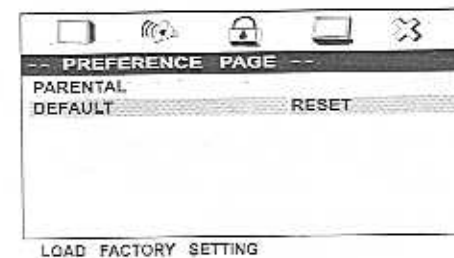 -- PREFERENCE PAGE --
PARENTAL
DEFAULT RESET
LOAD FACTORY SETTING